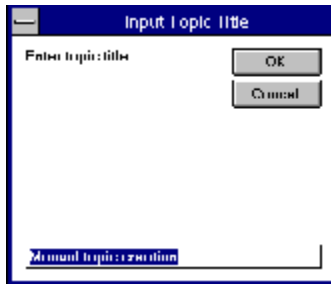 Input Topic Title
Enter topic title
OK
Cancel
Manual topic creation